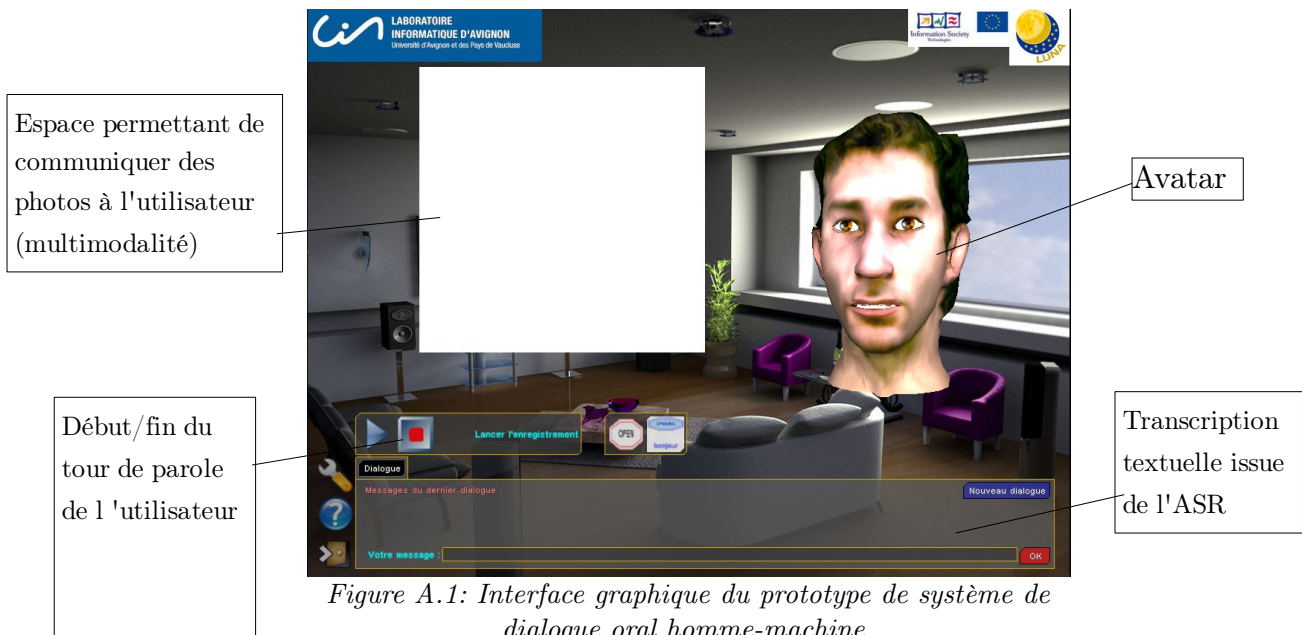 LABORATOIRE
INFORMATIQUE D'AVIGNON
Université d'Avignon et des Pays de Vaucluse
Information Society
Technologies
LUNA
Espace permettant de
communiquer des
photos à l'utilisateur
(multimodalité)
Avatar
Début/fin du
tour de parole
de l 'utilisateur
Transcription
textuelle issue
de l'ASR
Lancer l'enregistrement
OPEN
OPENING
bonjour
Dialogue
Messages du dernier dialogue :
Nouveau dialogue
Votre message :
OK
Figure A.1: Interface graphique du prototype de système de
dialogue oral homme-machine